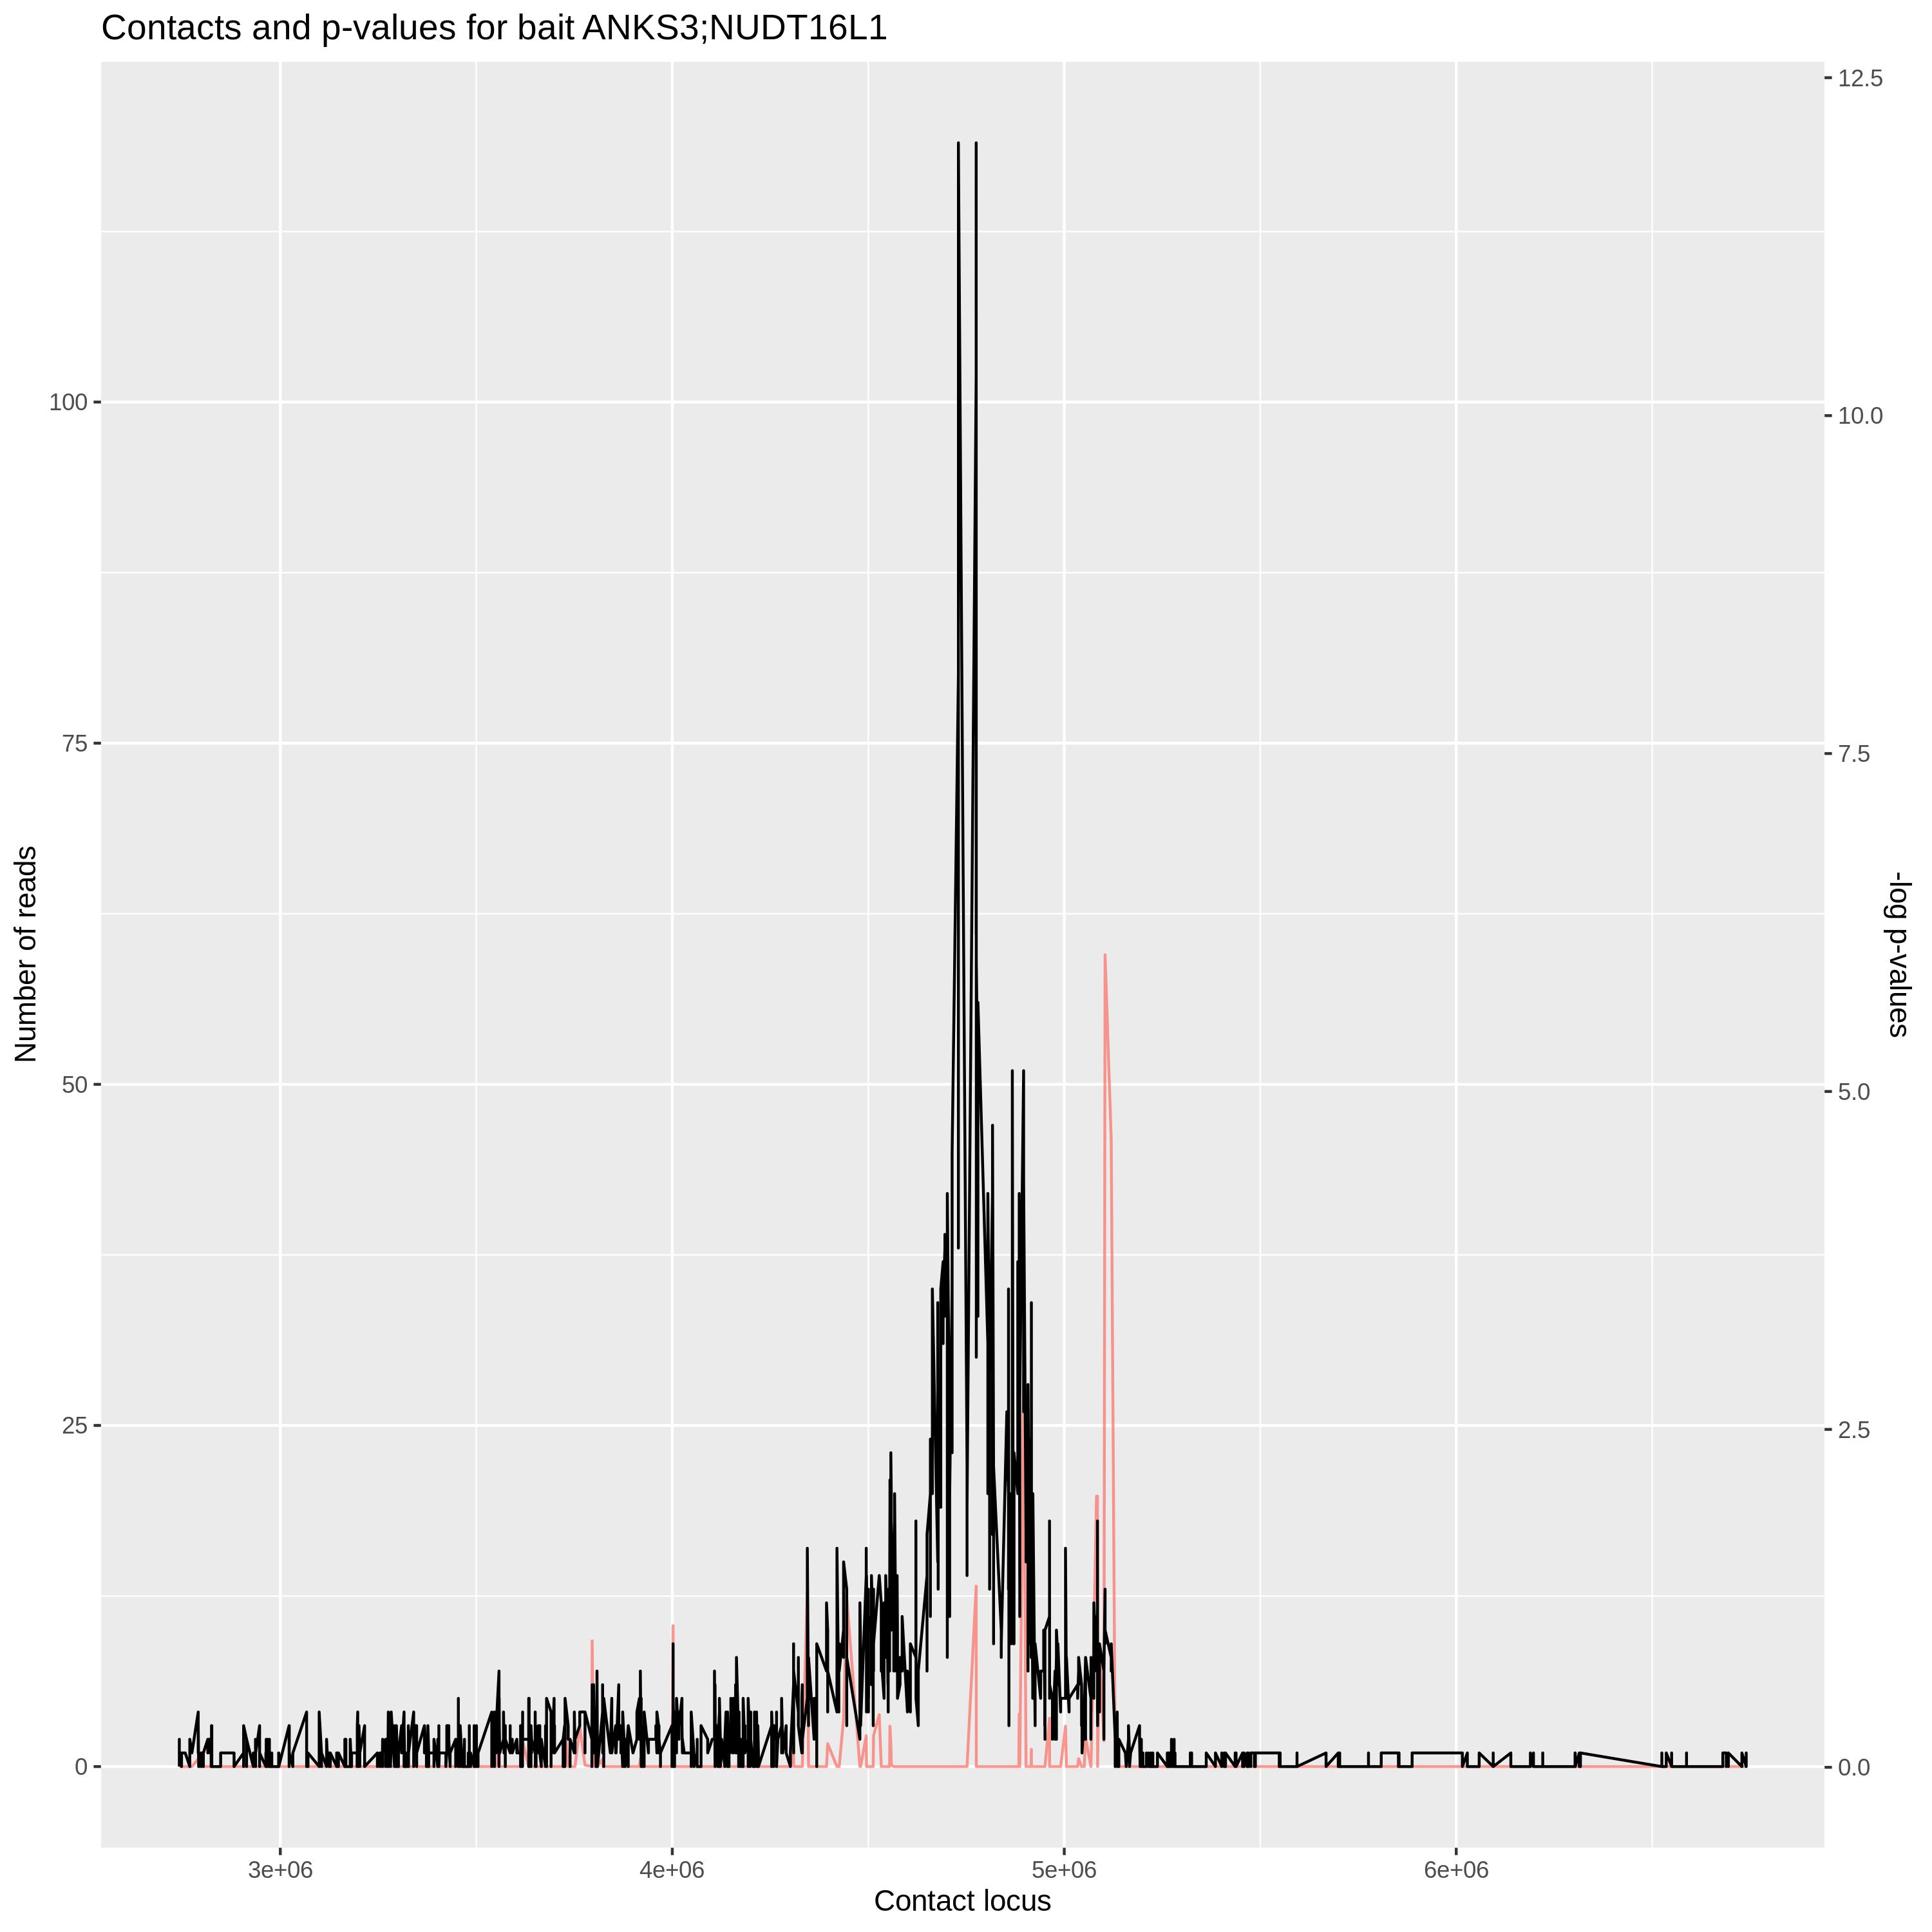 Contacts and p-values for bait ANKS3;NUDT16L1
12.5
100
10.0
75
7.5
Number of reads
-log p-values
50
5.0
25
2.5
0
0.0
3e+06
4e+06
5e+06
6e+06
Contact locus